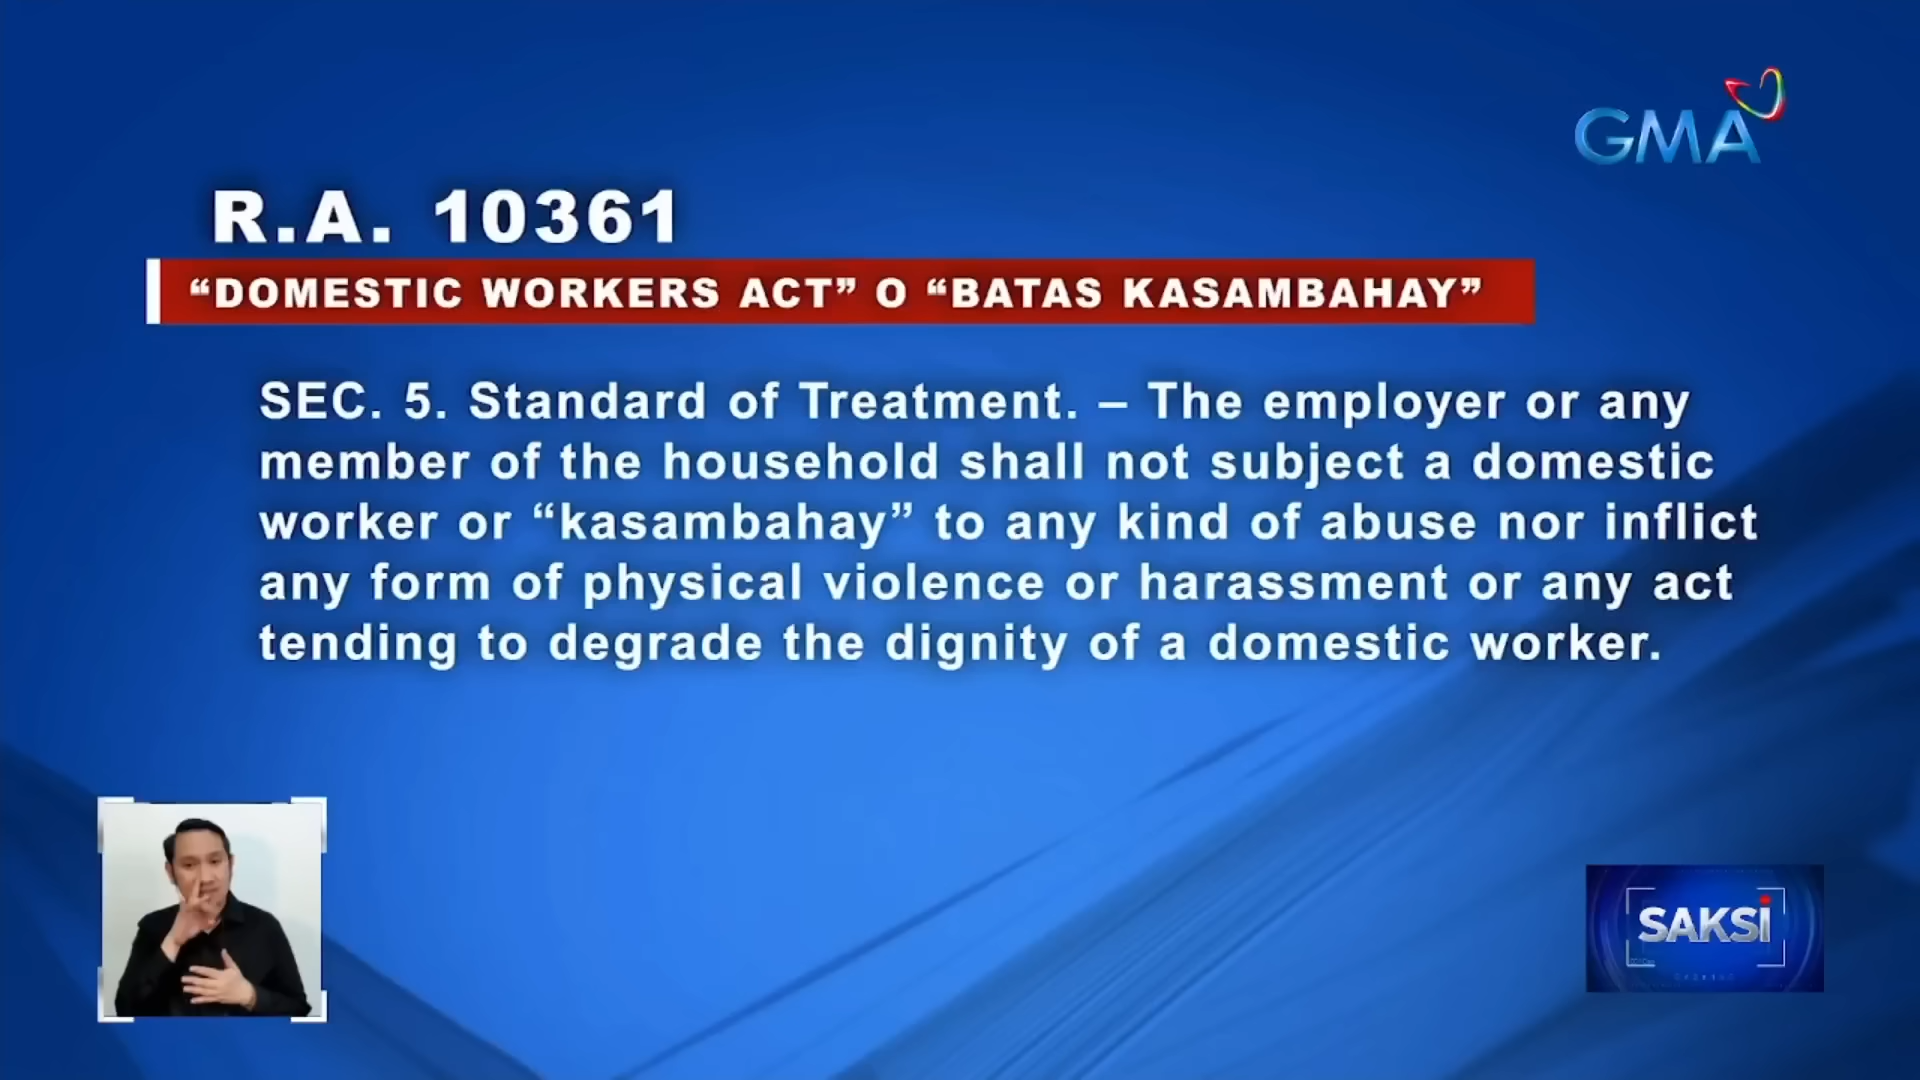 GMA
R.A. 10361
“DOMESTIC WORKERS ACT” O “BATAS KASAMBAHAY”
SEC. 5. Standard of Treatment. – The employer or any
member of the household shall not subject a domestic
worker or “kasambahay” to any kind of abuse nor inflict
any form of physical violence or harassment or any act
tending to degrade the dignity of a domestic worker.
SAKSI